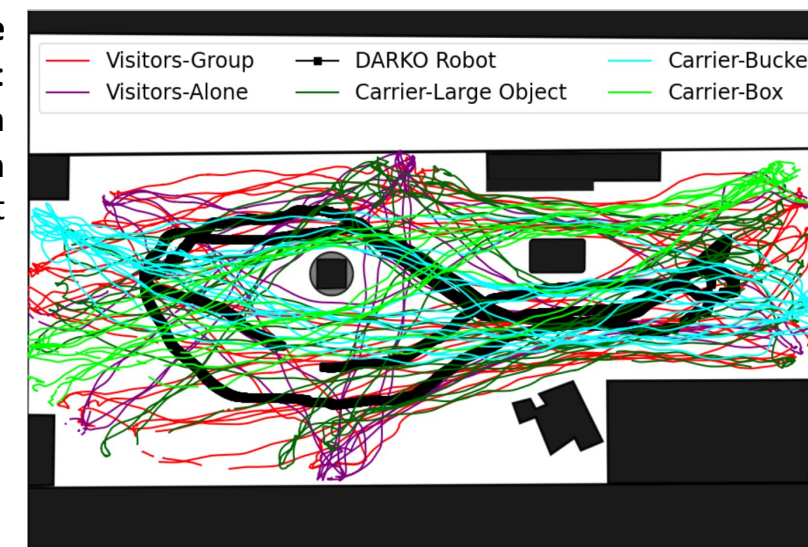 Visitors-Group
DARKO Robot
Visitors-Alone
Carrier-Large Object
Carrier-Box